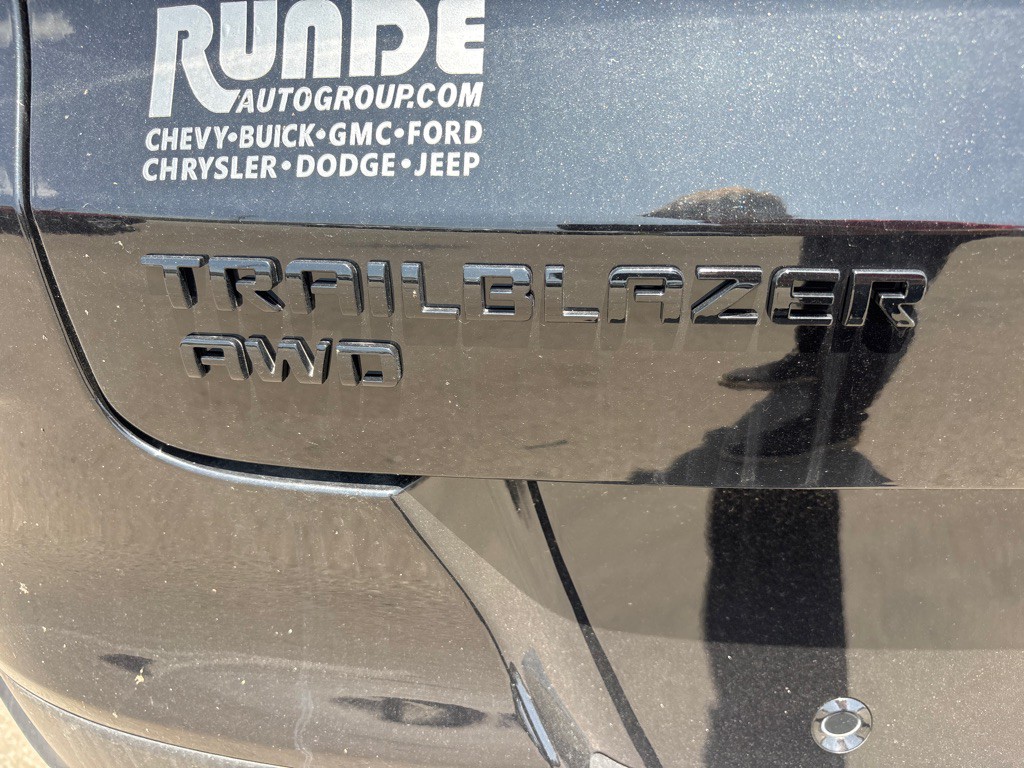 RUNDE
AUTOGROUP.COM
CHEVY•BUICK•GMC•FORD
CHRYSLER•DODGE•JEEP
TRAILBLAZER
AWD